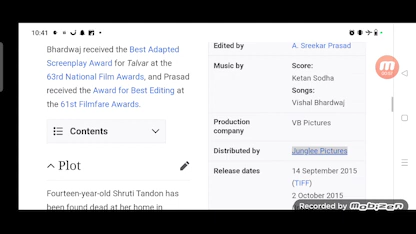 10:41
Bhardwaj received the Best Adapted
Screenplay Award for Talvar at the
63rd National Film Awards, and Prasad
received the Award for Best Editing at
the 61st Filmfare Awards.
Contents
Plot
Fourteen-year-old Shruti Tandon has
been found dead at her home in
Edited by
A. Sreekar Prasad
Music by
Score:
Ketan Sodha
Songs:
Vishal Bhardwaj
Production
company
VB Pictures
Distributed by
Junglee Pictures
Release dates
14 September 2015
(TIFF)
2 October 2015
Recorded by Mobizen